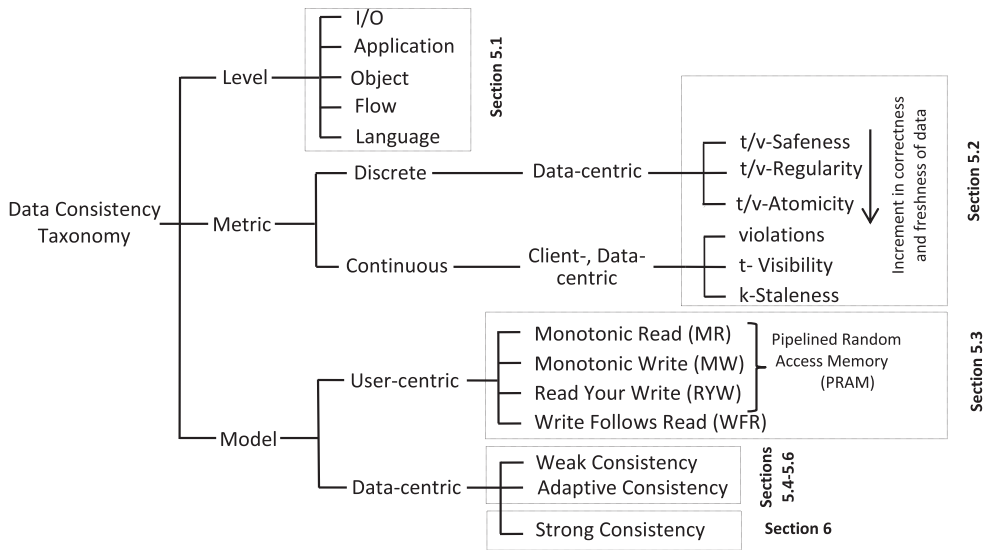 Data Consistency
Taxonomy
Level
I/O
Application
Object
Flow
Language
Section 5.1
Metric
Discrete
Data-centric
t/v-Safeness
t/v-Regularity
t/v-Atomicity
Continuous
Client-, Data-
centric
violations
t- Visibility
k-Staleness
Increment in correctness
and freshness of data
Section 5.2
Model
User-centric
Monotonic Read (MR)
Monotonic Write (MW)
Read Your Write (RYW)
Write Follows Read (WFR)
Pipelined Random
Access Memory
(PRAM)
Section 5.3
Data-centric
Weak Consistency
Adaptive Consistency
Sections
5.4-5.6
Strong Consistency
Section 6